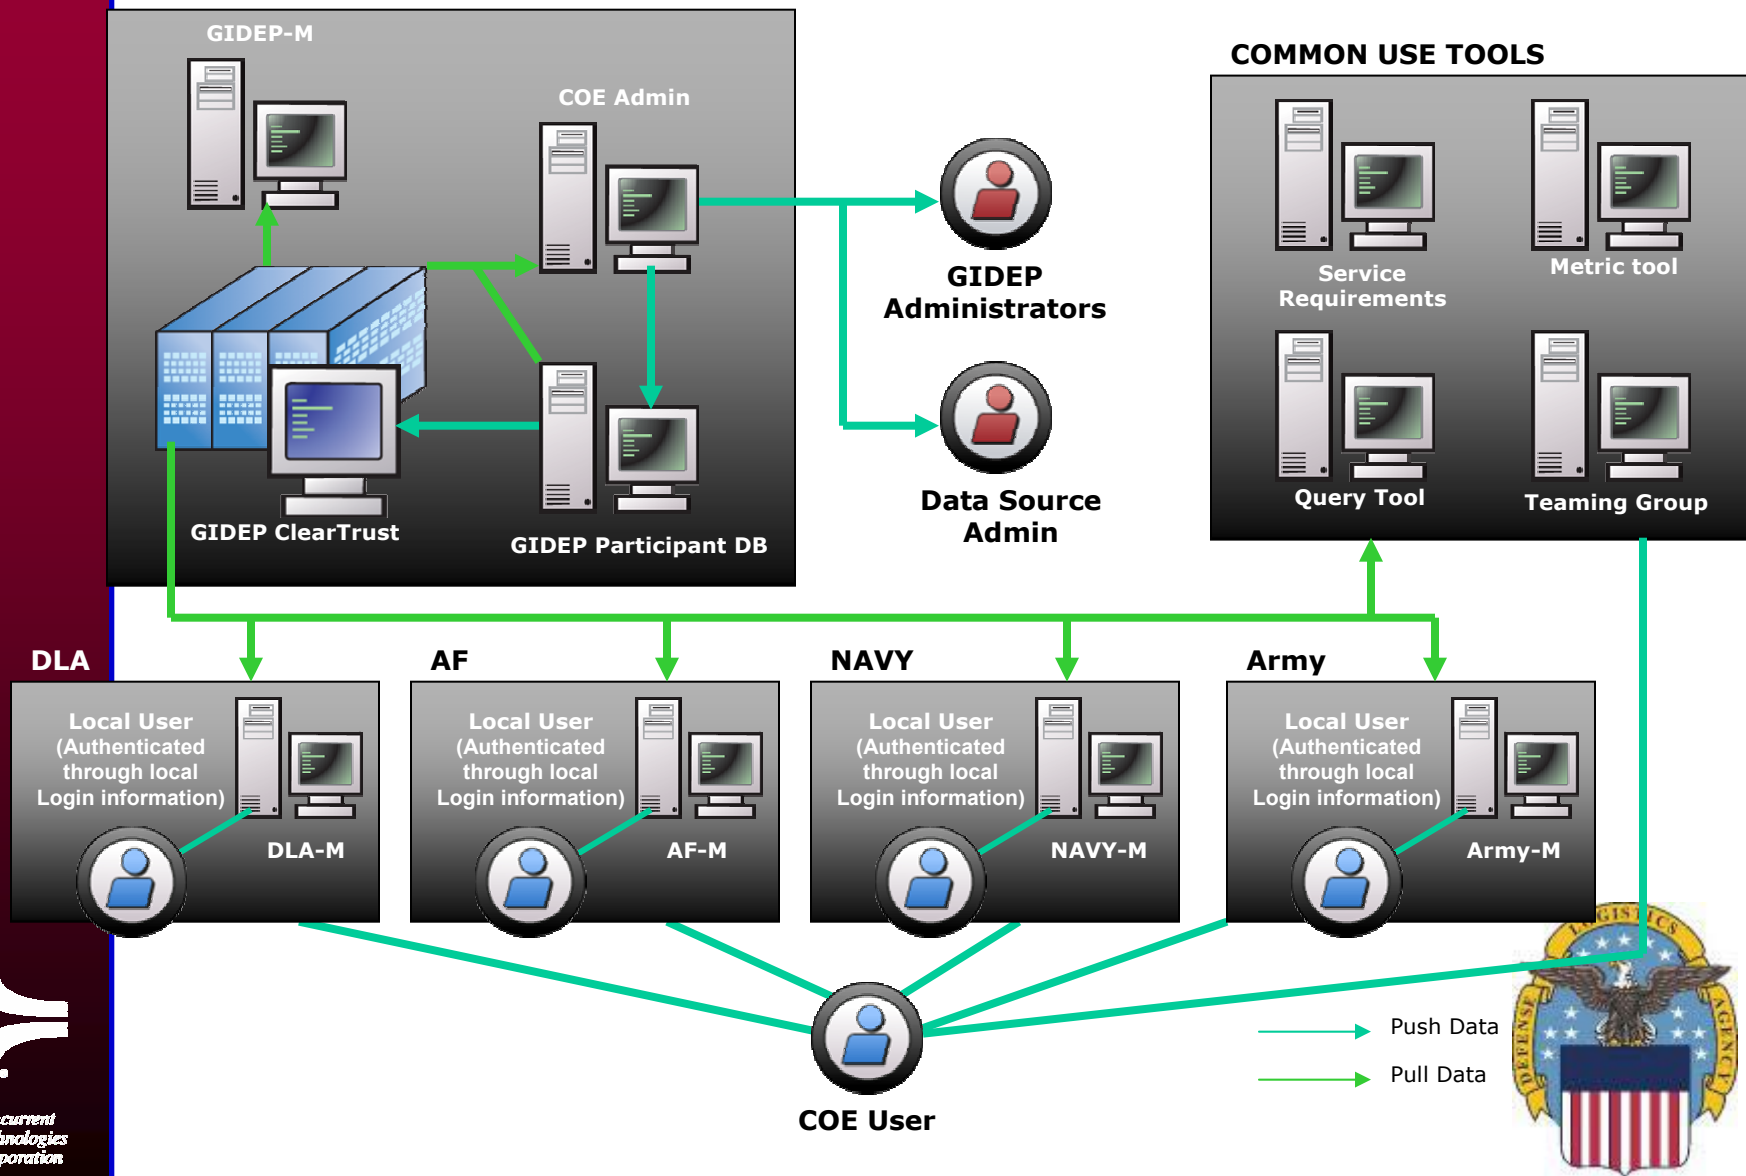 GIDEP-M
COE Admin
GIDEP ClearTrust
GIDEP Participant DB
GIDEP
Administrators
Data Source
Admin
COMMON USE TOOLS
Service
Requirements
Metric tool
Query Tool
Teaming Group
DLA
Local User
(Authenticated
through local
Login information)
DLA-M
AF
Local User
(Authenticated
through local
Login information)
AF-M
NAVY
Local User
(Authenticated
through local
Login information)
NAVY-M
Army
Local User
(Authenticated
through local
Login information)
Army-M
COE User
Push Data
Pull Data
DEFENSE LOGISTICS AGENCY